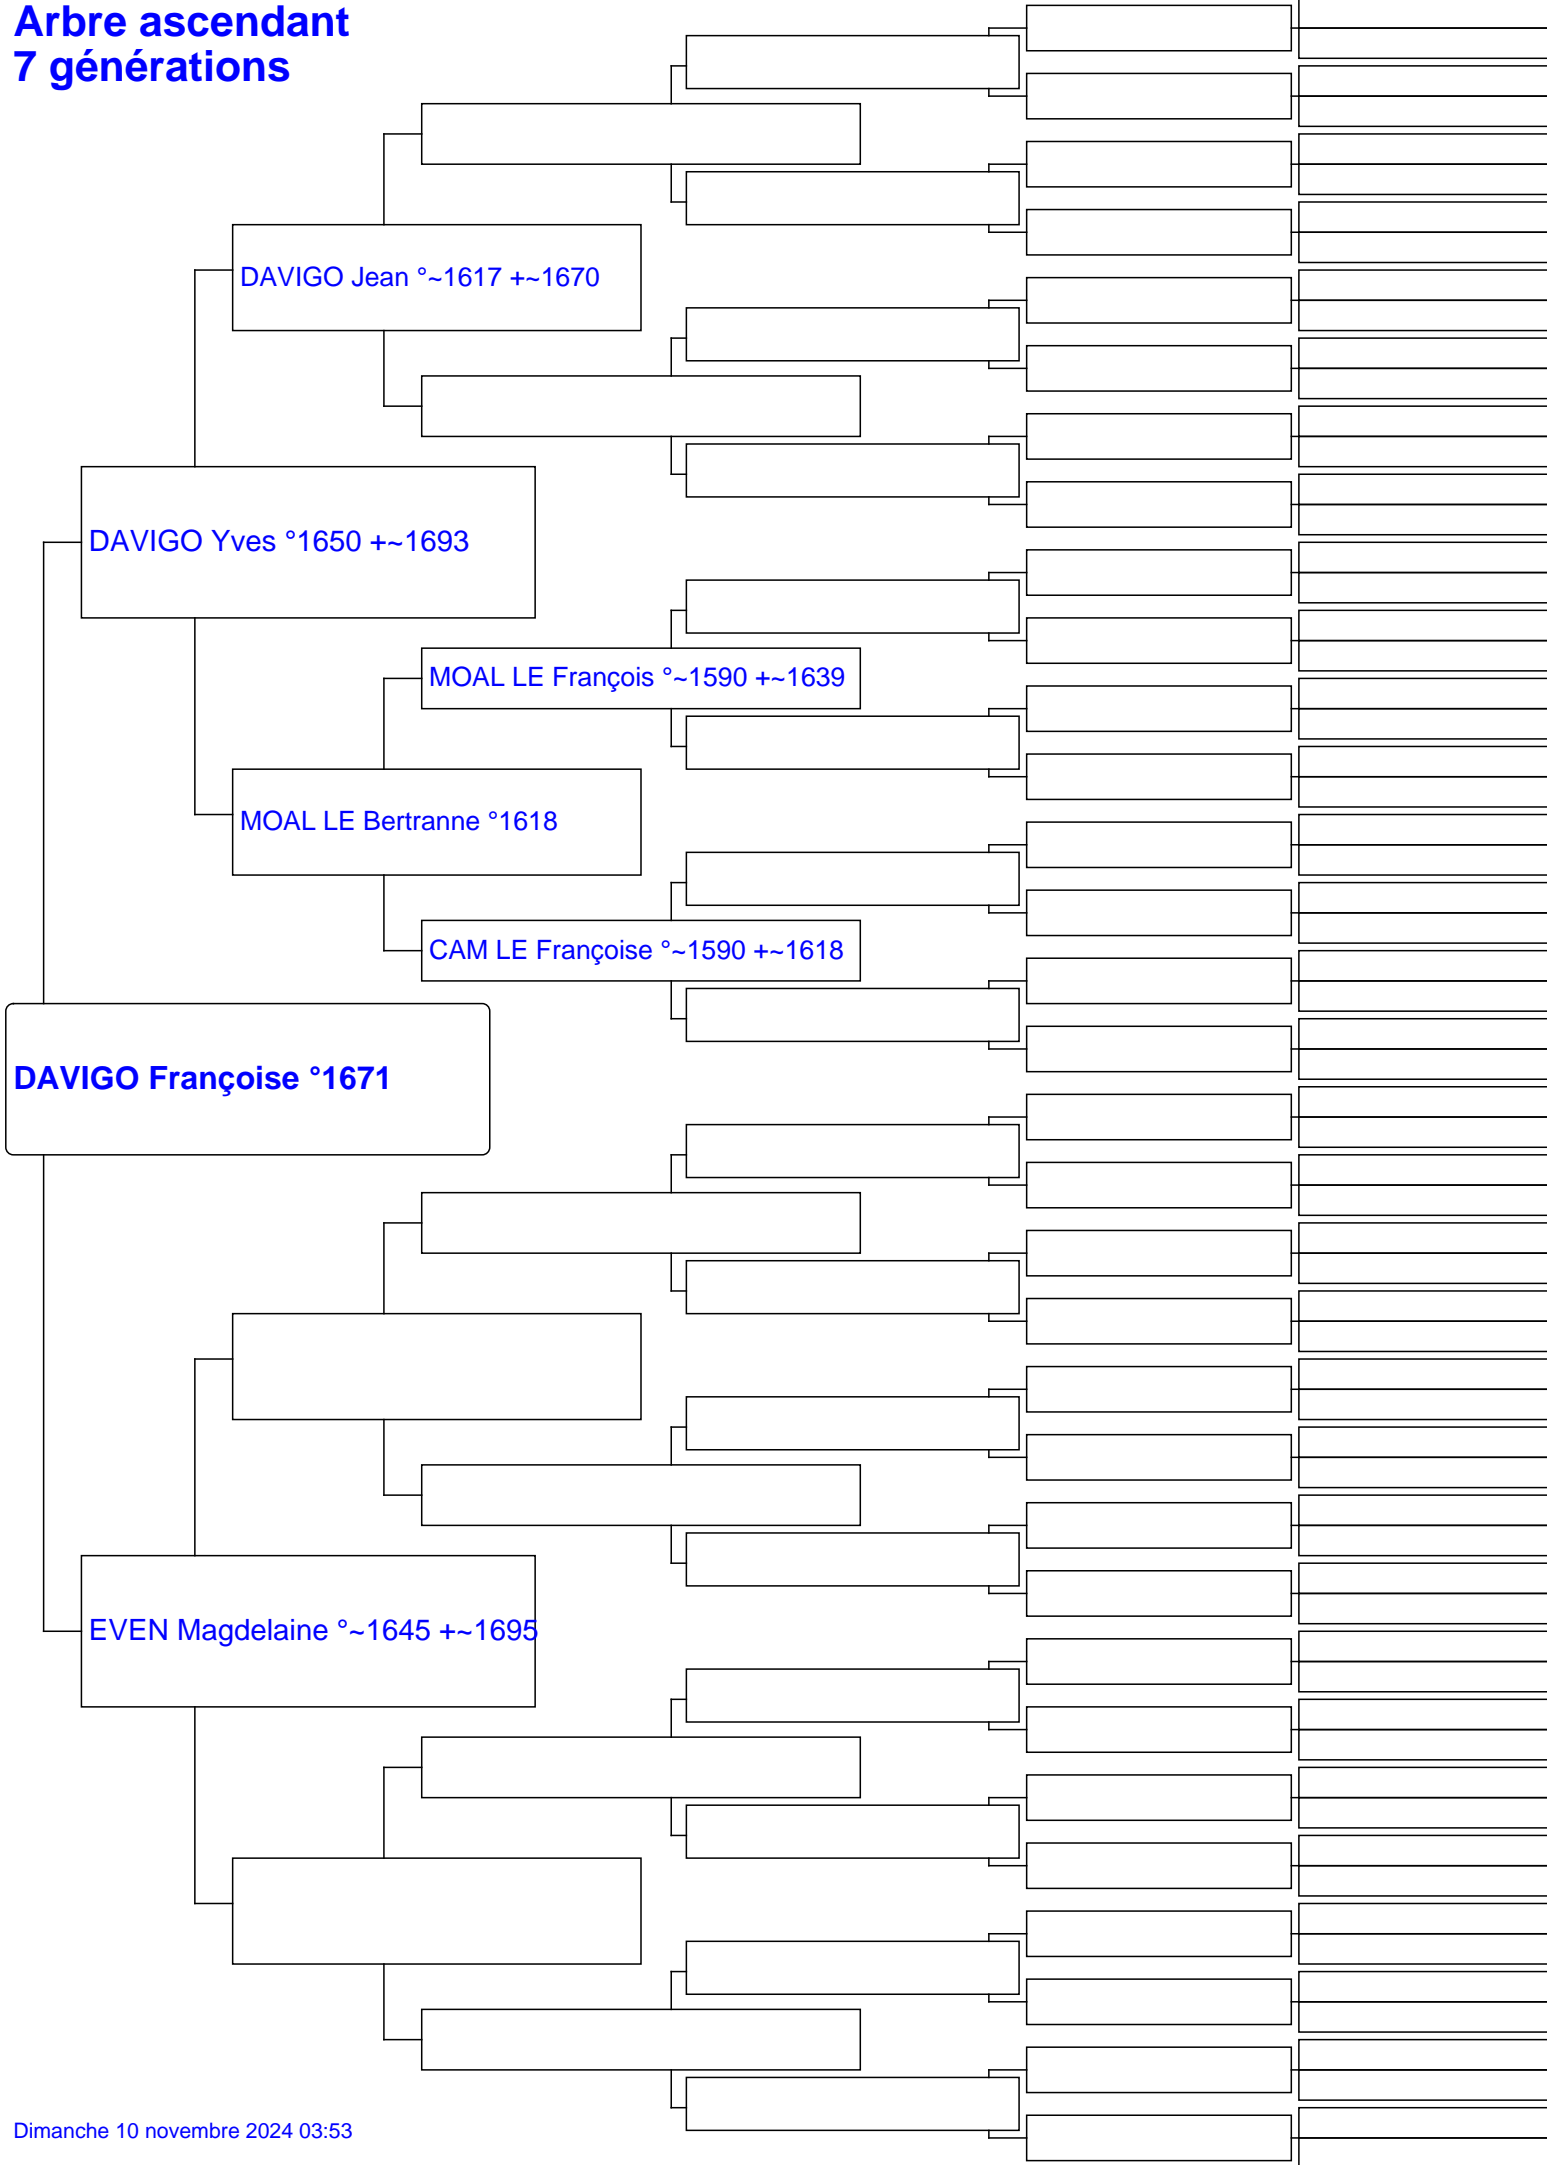 Arbre ascendant
7 générations
DAVIGO Jean °~1617 +~1670
DAVIGO Yves °1650 +~1693
MOAL LE François °~1590 +~1639
MOAL LE Bertranne °1618
CAM LE Françoise °~1590 +~1618
DAVIGO Françoise °1671
EVEN Magdelaine °~1645 +~1695
Dimanche 10 novembre 2024 03:53